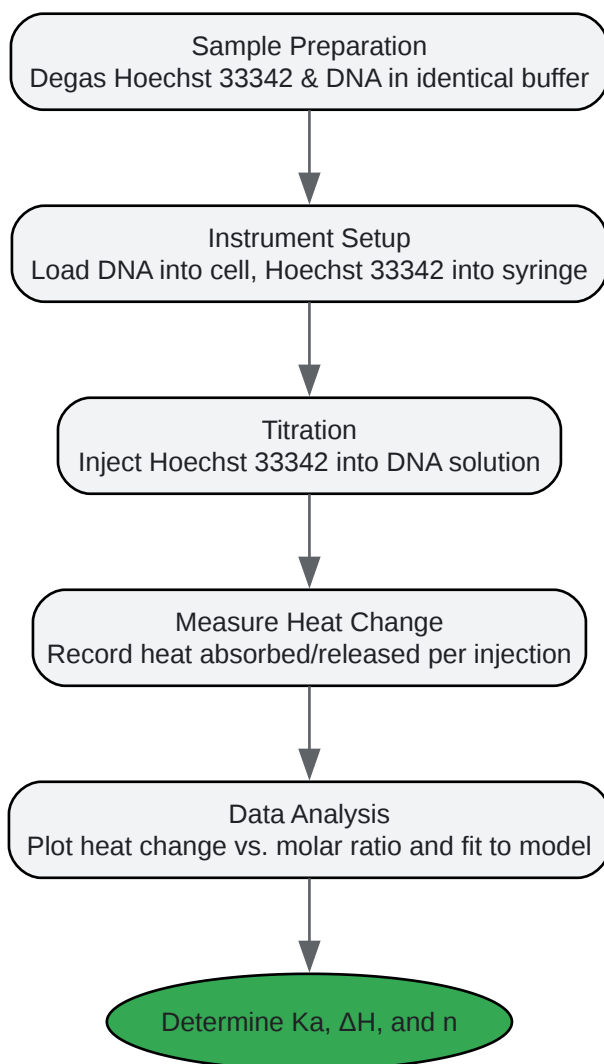 Sample Preparation
Degas Hoechst 33342 & DNA in identical buffer
Instrument Setup
Load DNA into cell, Hoechst 33342 into syringe
Titration
Inject Hoechst 33342 into DNA solution
Measure Heat Change
Record heat absorbed/released per injection
Data Analysis
Plot heat change vs. molar ratio and fit to model
Determine Ka, ΔH, and n